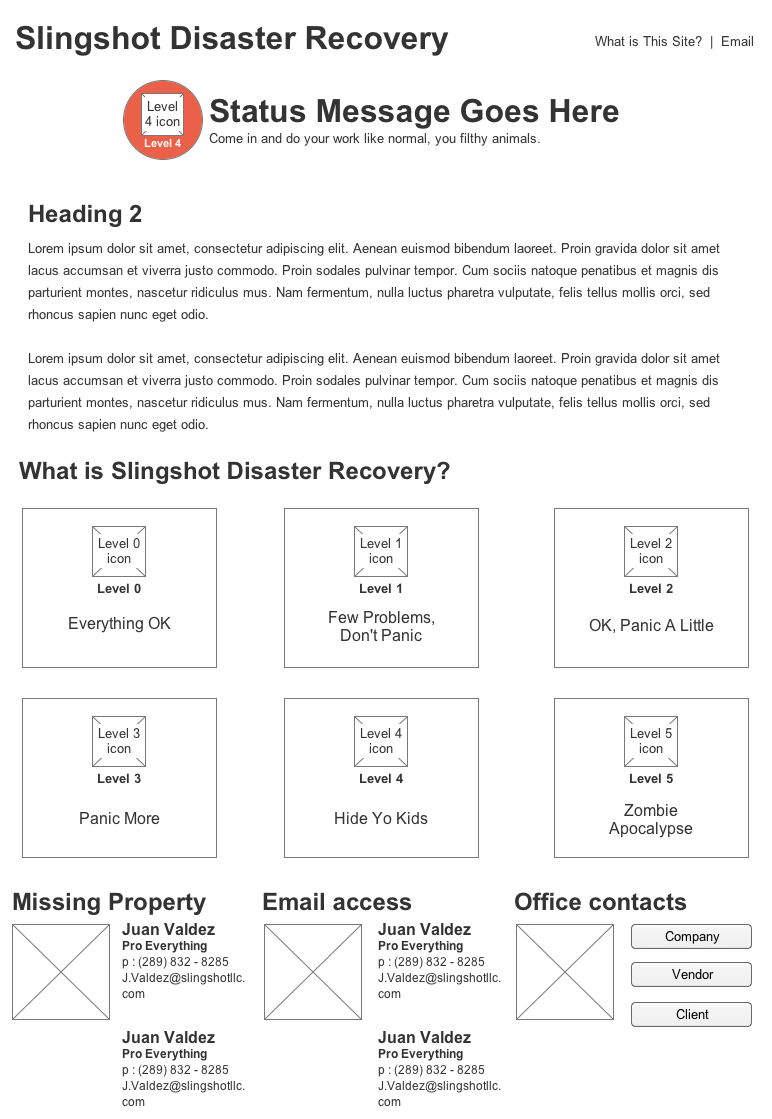 Slingshot Disaster Recovery
What is This Site? | Email
Level
4 icon
Level 4
Status Message Goes Here
Come in and do your work like normal, you filthy animals.
Heading 2
Lorem ipsum dolor sit amet, consectetur adipiscing elit. Aenean euismod bibendum laoreet. Proin gravida dolor sit amet
lacus accumsan et viverra justo commodo. Proin sodales pulvinar tempor. Cum sociis natoque penatibus et magnis dis
parturient montes, nascetur ridiculus mus. Nam fermentum, nulla luctus pharetra vulputate, felis tellus mollis orci, sed
rhoncus sapien nunc eget odio.
Lorem ipsum dolor sit amet, consectetur adipiscing elit. Aenean euismod bibendum laoreet. Proin gravida dolor sit amet
lacus accumsan et viverra justo commodo. Proin sodales pulvinar tempor. Cum sociis natoque penatibus et magnis dis
parturient montes, nascetur ridiculus mus. Nam fermentum, nulla luctus pharetra vulputate, felis tellus mollis orci, sed
rhoncus sapien nunc eget odio.
What is Slingshot Disaster Recovery?
Level 0
icon
Level 0
Everything OK
Level 1
icon
Level 1
Few Problems,
Don't Panic
Level 2
icon
Level 2
OK, Panic A Little
Level 3
icon
Level 3
Panic More
Level 4
icon
Level 4
Hide Yo Kids
Level 5
icon
Level 5
Zombie
Apocalypse
Missing Property
Juan Valdez
Pro Everything
p : (289) 832 - 8285
J.Valdez@slingshotllc.
com
Juan Valdez
Pro Everything
p : (289) 832 - 8285
J.Valdez@slingshotllc.
com
Email access
Juan Valdez
Pro Everything
p : (289) 832 - 8285
J.Valdez@slingshotllc.
com
Juan Valdez
Pro Everything
p : (289) 832 - 8285
J.Valdez@slingshotllc.
com
Office contacts
Company
Vendor
Client